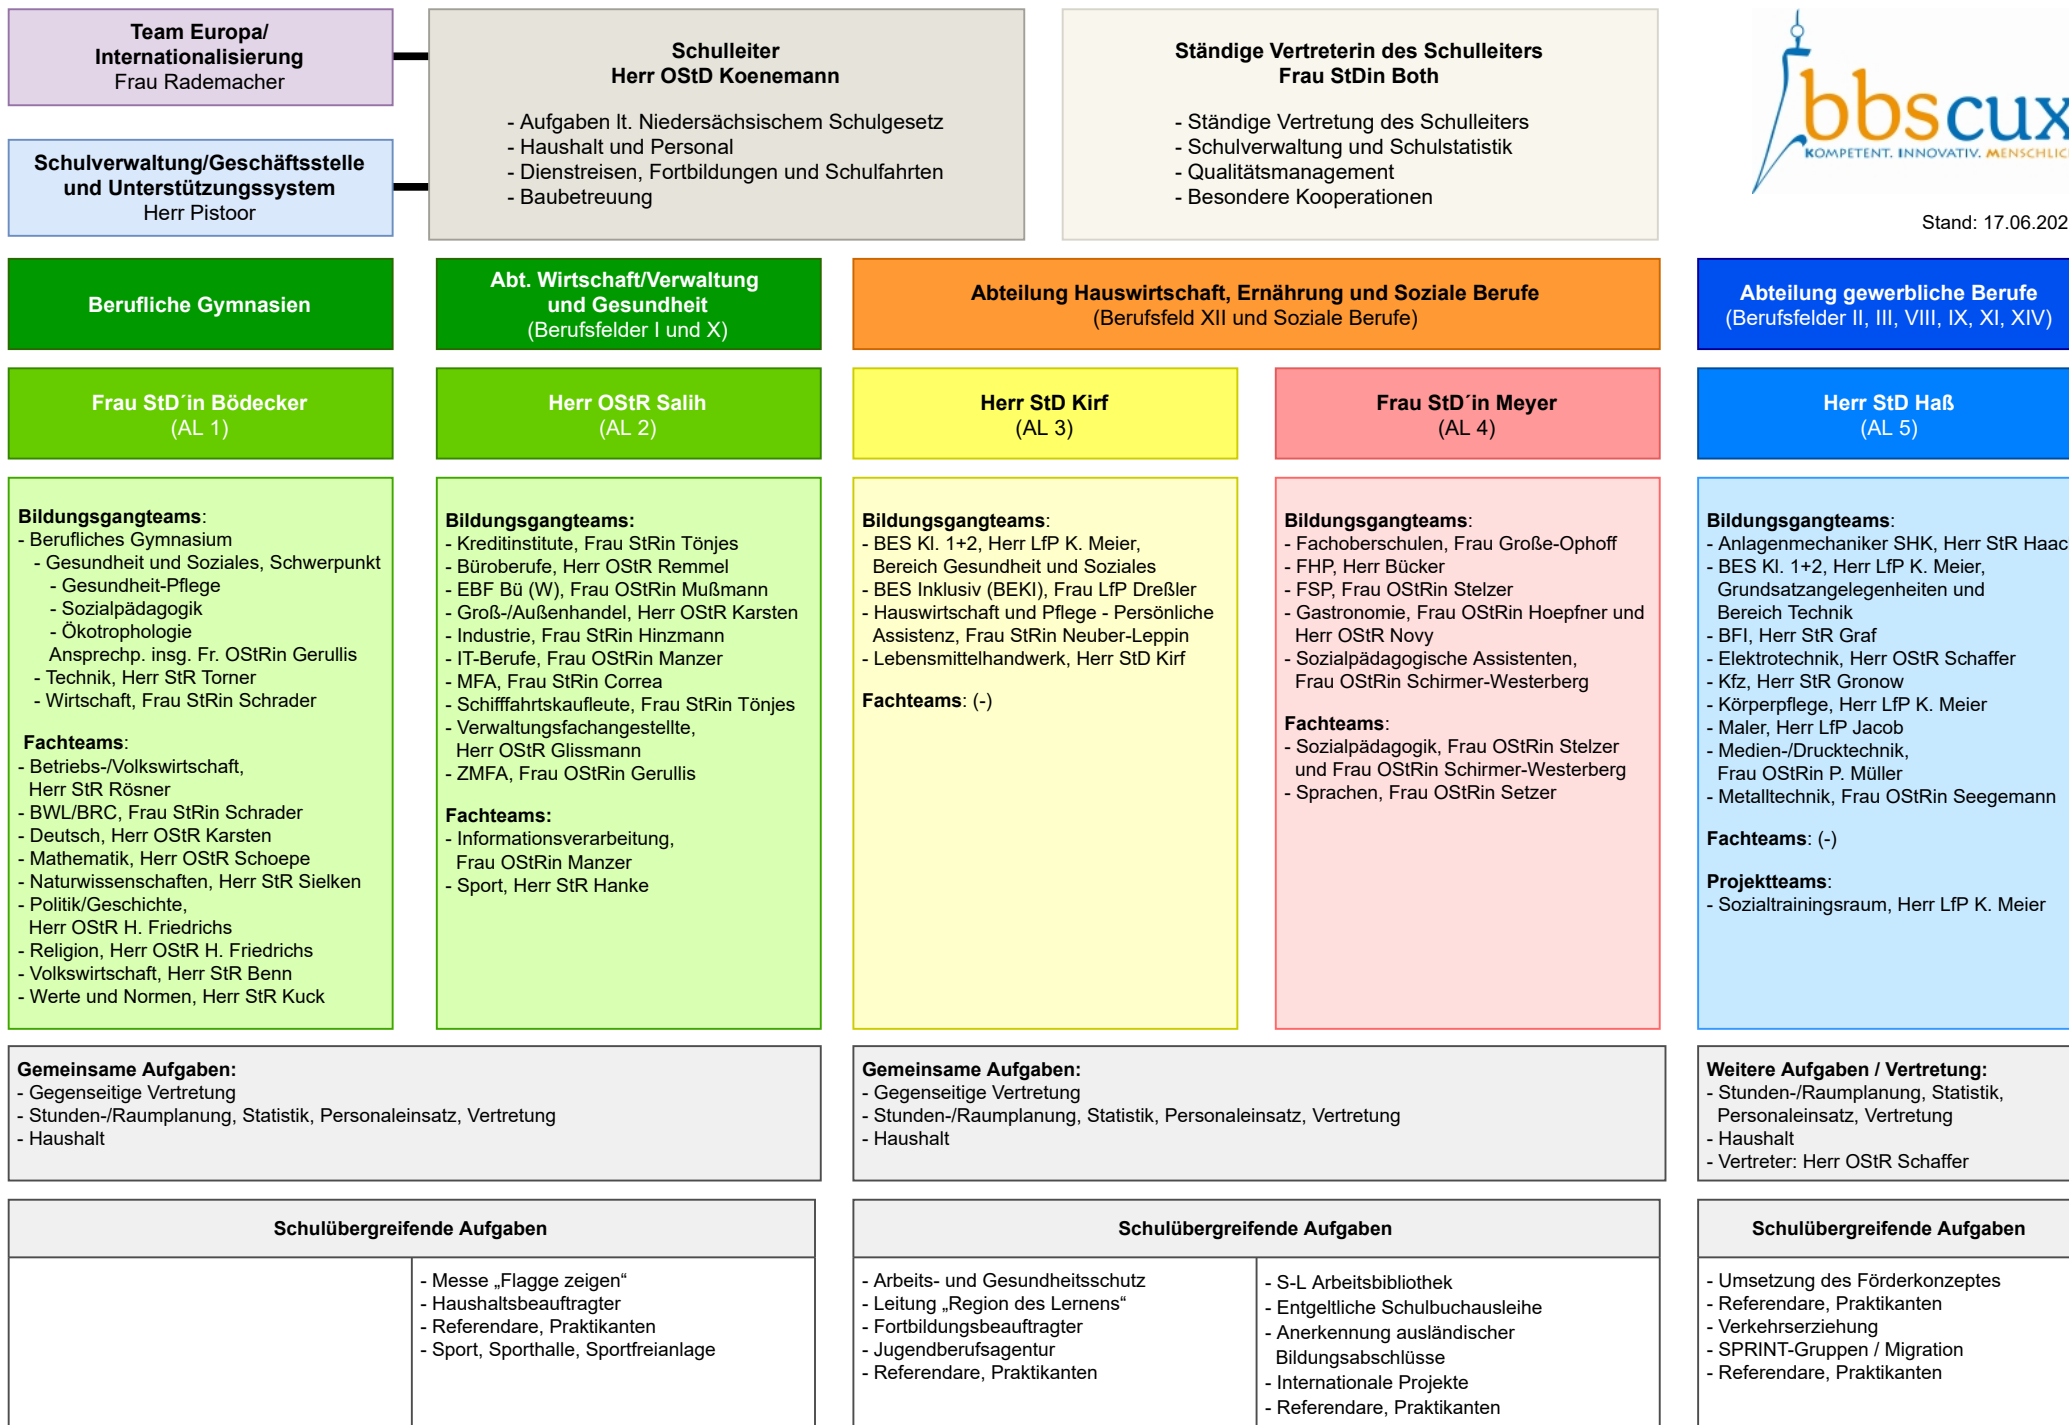 Team Europa/
Internationalisierung
Frau Rademacher
Schulverwaltung/Geschäftsstelle
und Unterstützungssystem
Herr Pistoor
Schulleiter
Herr OStD Koenemann
- Aufgaben lt. Niedersächsischem Schulgesetz
- Haushalt und Personal
- Dienstreisen, Fortbildungen und Schulfahrten
- Baubetreuung
Ständige Vertreterin des Schulleiters
Frau StDin Both
- Ständige Vertretung des Schulleiters
- Schulverwaltung und Schulstatistik
- Qualitätsmanagement
- Besondere Kooperationen
bbscux
KOMPETENT. INNOVATIV. MENSCHLIC
Stand: 17.06.202
Berufliche Gymnasien
Abt. Wirtschaft/Verwaltung
und Gesundheit
(Berufsfelder I und X)
Abteilung Hauswirtschaft, Ernährung und Soziale Berufe
(Berufsfeld XII und Soziale Berufe)
Abteilung gewerbliche Berufe
(Berufsfelder II, III, VIII, IX, XI, XIV)
Frau StD´in Bödecker
(AL 1)
Herr OStR Salih
(AL 2)
Herr StD Kirf
(AL 3)
Frau StD´in Meyer
(AL 4)
Herr StD Haß
(AL 5)
Bildungsgangteams:
- Berufliches Gymnasium
- Gesundheit und Soziales, Schwerpunkt
- Gesundheit-Pflege
- Sozialpädagogik
- Ökotrophologie
Ansprechp. insg. Fr. OStRin Gerullis
- Technik, Herr StR Torner
- Wirtschaft, Frau StRin Schrader
Fachteams:
- Betriebs-/Volkswirtschaft,
Herr StR Rösner
- BWL/BRC, Frau StRin Schrader
- Deutsch, Herr OStR Karsten
- Mathematik, Herr OStR Schoepe
- Naturwissenschaften, Herr StR Sielken
- Politik/Geschichte,
Herr OStR H. Friedrichs
- Religion, Herr OStR H. Friedrichs
- Volkswirtschaft, Herr StR Benn
- Werte und Normen, Herr StR Kuck
Bildungsgangteams:
- Kreditinstitute, Frau StRin Tönjes
- Büroberufe, Herr OStR Remmel
- EBF Bü (W), Frau OStRin Mußmann
- Groß-/Außenhandel, Herr OStR Karsten
- Industrie, Frau StRin Hinzmann
- IT-Berufe, Frau OStRin Manzer
- MFA, Frau StRin Correa
- Schifffahrtskaufleute, Frau StRin Tönjes
- Verwaltungsfachangestellte,
Herr OStR Glissmann
- ZMFA, Frau OStRin Gerullis
Fachteams:
- Informationsverarbeitung,
Frau OStRin Manzer
- Sport, Herr StR Hanke
Bildungsgangteams:
- BES Kl. 1+2, Herr LfP K. Meier,
Bereich Gesundheit und Soziales
- BES Inklusiv (BEKI), Frau LfP Dreßler
- Hauswirtschaft und Pflege - Persönliche
Assistenz, Frau StRin Neuber-Leppin
- Lebensmittelhandwerk, Herr StD Kirf
Fachteams: (-)
Bildungsgangteams:
- Fachoberschulen, Frau Große-Ophoff
- FHP, Herr Bücker
- FSP, Frau OStRin Stelzer
- Gastronomie, Frau OStRin Hoepfner und
Herr OStR Novy
- Sozialpädagogische Assistenten,
Frau OStRin Schirmer-Westerberg
Fachteams:
- Sozialpädagogik, Frau OStRin Stelzer
und Frau OStRin Schirmer-Westerberg
- Sprachen, Frau OStRin Setzer
Bildungsgangteams:
- Anlagenmechaniker SHK, Herr StR Haac
- BES Kl. 1+2, Herr LfP K. Meier,
Grundsatzangelegenheiten und
Bereich Technik
- BFI, Herr StR Graf
- Elektrotechnik, Herr OStR Schaffer
- Kfz, Herr StR Gronow
- Körperpflege, Herr LfP K. Meier
- Maler, Herr LfP Jacob
- Medien-/Drucktechnik,
Frau OStRin P. Müller
- Metalltechnik, Frau OStRin Seegemann
Fachteams: (-)
Projektteams:
- Sozialtrainingsraum, Herr LfP K. Meier
Gemeinsame Aufgaben:
- Gegenseitige Vertretung
- Stunden-/Raumplanung, Statistik, Personaleinsatz, Vertretung
- Haushalt
Gemeinsame Aufgaben:
- Gegenseitige Vertretung
- Stunden-/Raumplanung, Statistik, Personaleinsatz, Vertretung
- Haushalt
Weitere Aufgaben / Vertretung:
- Stunden-/Raumplanung, Statistik,
Personaleinsatz, Vertretung
- Haushalt
- Vertreter: Herr OStR Schaffer
Schulübergreifende Aufgaben
- Messe „Flagge zeigen“
- Haushaltsbeauftragter
- Referendare, Praktikanten
- Sport, Sporthalle, Sportfreianlage
Schulübergreifende Aufgaben
- Arbeits- und Gesundheitsschutz
- Leitung „Region des Lernens“
- Fortbildungsbeauftragter
- Jugendberufsagentur
- Referendare, Praktikanten
- S-L Arbeitsbibliothek
- Entgeltliche Schulbuchausleihe
- Anerkennung ausländischer
Bildungsabschlüsse
- Internationale Projekte
- Referendare, Praktikanten
Schulübergreifende Aufgaben
- Umsetzung des Förderkonzeptes
- Referendare, Praktikanten
- Verkehrserziehung
- SPRINT-Gruppen / Migration
- Referendare, Praktikanten